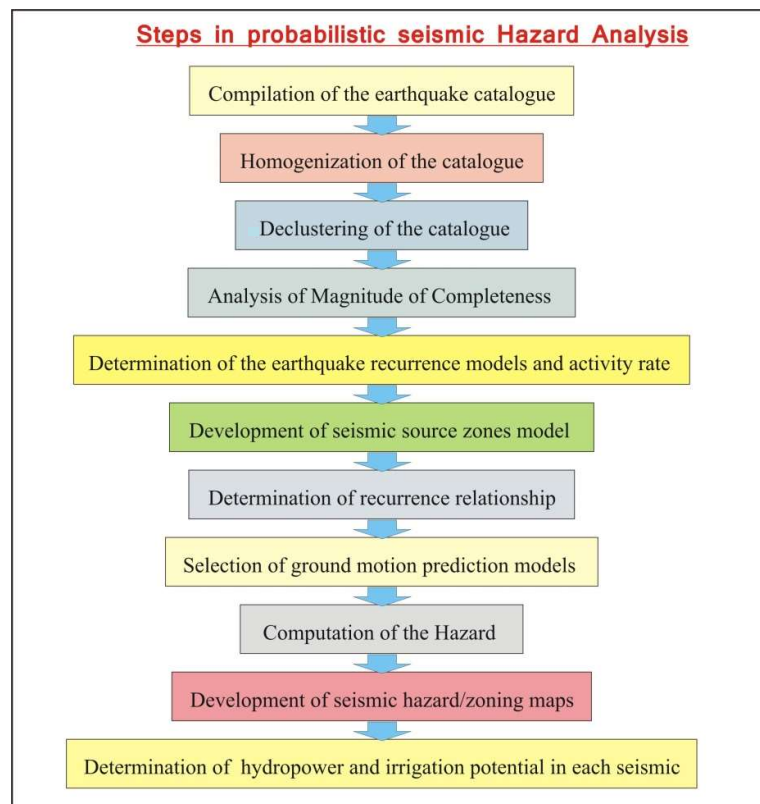 Steps in probabilistic seismic Hazard Analysis
Compilation of the earthquake catalogue
Homogenization of the catalogue
Declustering of the catalogue
Analysis of Magnitude of Completeness
Determination of the earthquake recurrence models and activity rate
Development of seismic source zones model
Determination of recurrence relationship
Selection of ground motion prediction models
Computation of the Hazard
Development of seismic hazard/zoning maps
Determination of hydropower and irrigation potential in each seismic